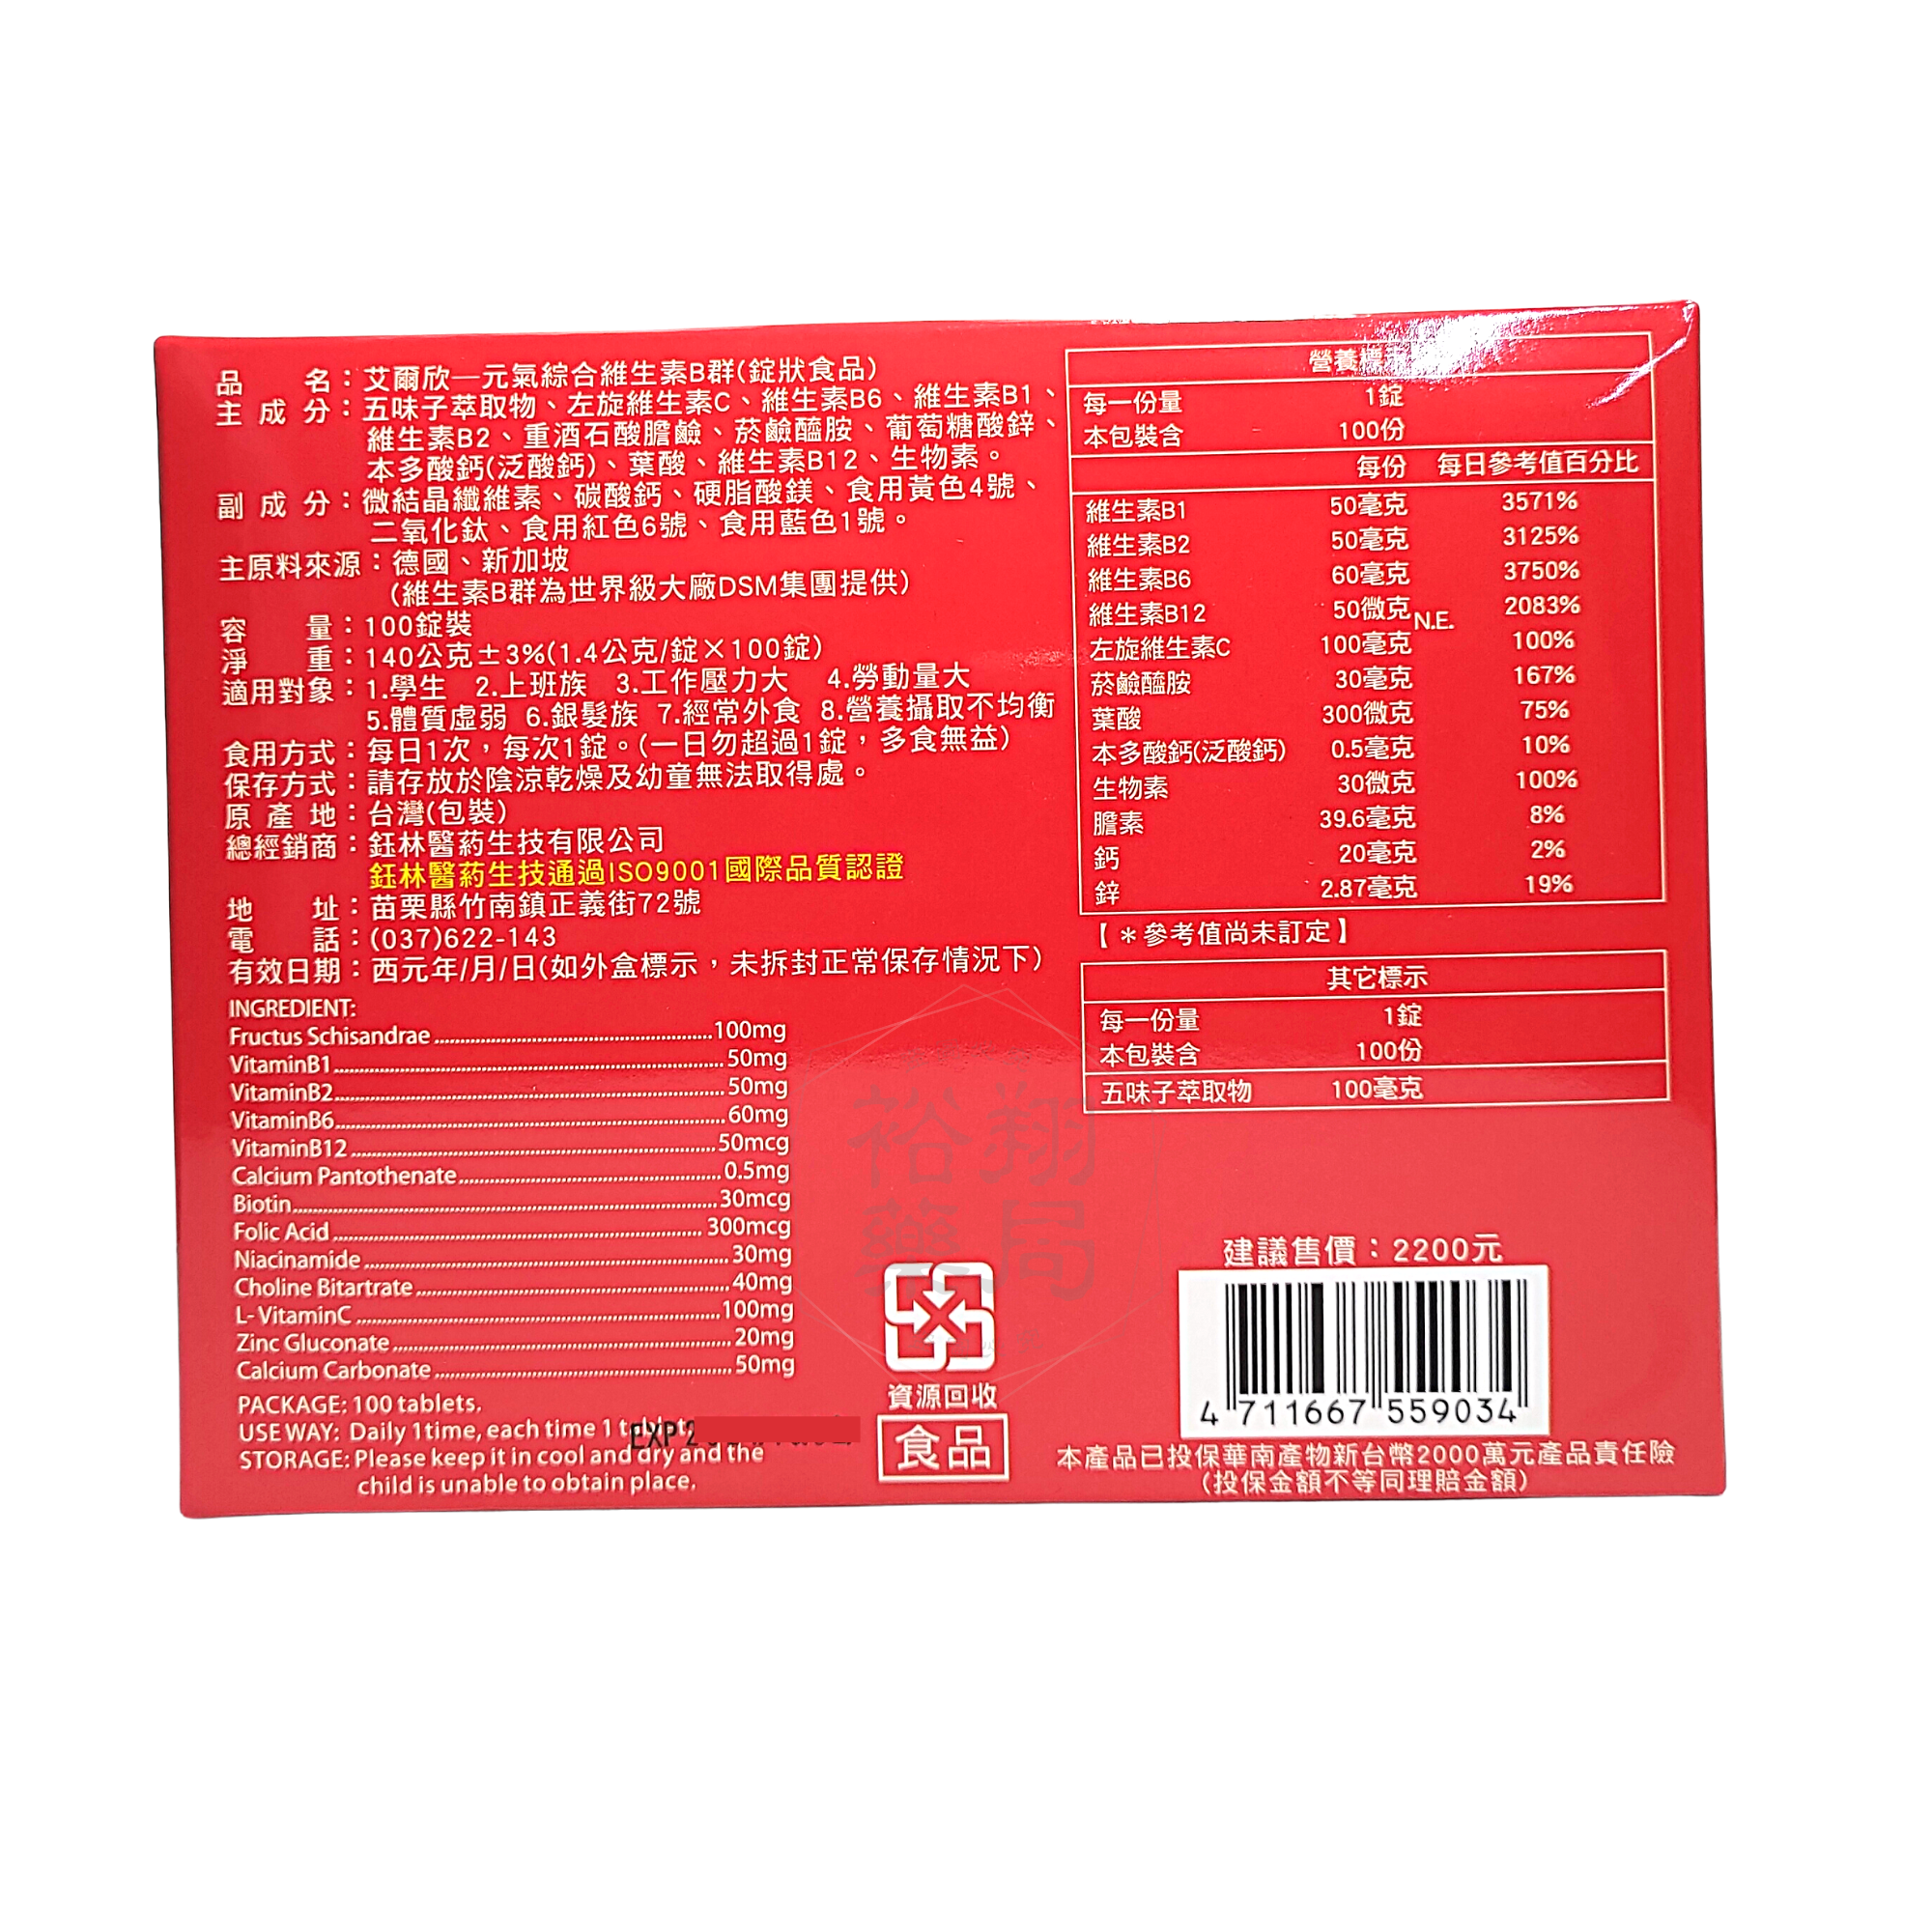 品名：艾爾欣—元氣綜合維生素B群(錠狀食品)
主成分：五味子萃取物、左旋維生素C、維生素B6、維生素B1、
維生素B2、重酒石酸膽鹼、菸鹼醯胺、葡萄糖酸鋅、
本多酸鈣(泛酸鈣)、葉酸、維生素B12、生物素。
副成分：微結晶纖維素、碳酸鈣、硬脂酸鎂、食用黃色4號、
二氧化鈦、食用紅色6號、食用藍色1號。
主原料來源：德國、新加坡
(維生素B群為世界級大廠DSM集團提供)
容量：100錠裝
淨重：140公克±3%(1.4公克/錠×100錠)
適用對象：1.學生 2.上班族 3.工作壓力大 4.勞動量大
5.體質虛弱 6.銀髮族 7.經常外食 8.營養攝取不均衡
食用方式：每日1次，每次1錠。(一日勿超過1錠，多食無益)
保存方式：請存放於陰涼乾燥及幼童無法取得處。
原產地：台灣(包裝)
總經銷商：鈺林醫葯生技有限公司
鈺林醫葯生技通過ISO9001國際品質認證
地址：苗栗縣竹南鎮正義街72號
電話：(037)622-143
有效日期：西元年/月/日(如外盒標示，未拆封正常保存情況下)
INGREDIENT:
Fructus Schisandrae 100mg
VitaminB1 50mg
VitaminB2 50mg
VitaminB6 60mg
VitaminB12 50mcg
Calcium Pantothenate 0.5mg
Biotin 30mcg
Folic Acid 300mcg
Niacinamide 30mg
Choline Bitartrate 40mg
L-VitaminC 100mg
Zinc Gluconate 20mg
Calcium Carbonate 50mg
PACKAGE: 100 tablets.
USE WAY: Daily 1time, each time 1
EXP
STORAGE: Please keep it in cool and dry and the
child is unable to obtain place.
營養標
每一份量 1錠
本包裝含 100份
每份 每日參考值百分比
維生素B1 50毫克 3571%
維生素B2 50毫克 3125%
維生素B6 60毫克 3750%
維生素B12 50微克 2083%
N.E.
左旋維生素C 100毫克 100%
菸鹼醯胺 30毫克 167%
葉酸 300微克 75%
本多酸鈣(泛酸鈣) 0.5毫克 10%
生物素 30微克 100%
膽素 39.6毫克 8%
鈣 20毫克 2%
鋅 2.87毫克 19%
【＊參考值尚未訂定】
其它標示
每一份量 1錠
本包裝含 100份
五味子萃取物 100毫克
裕翔
藥局
資源回收
食品
建議售價：2200元
4 711667 559034
本產品已投保華南產物新台幣2000萬元產品責任險
(投保金額不等同理賠金額)